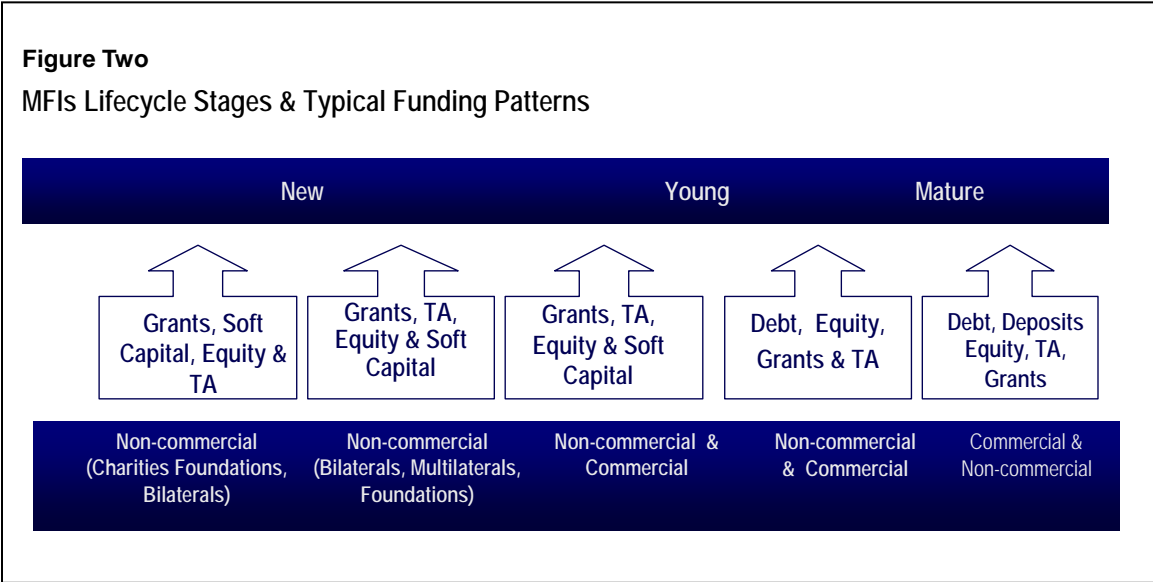 Figure Two
MFIs Lifecycle Stages & Typical Funding Patterns
New
Young
Mature
Grants, Soft
Capital, Equity &
TA
Grants, TA,
Equity & Soft
Capital
Grants, TA,
Equity & Soft
Capital
Debt, Equity,
Grants & TA
Debt, Deposits
Equity, TA,
Grants
Non-commercial
(Charities Foundations,
Bilaterals)
Non-commercial
(Bilaterals, Multilaterals,
Foundations)
Non-commercial &
Commercial
Non-commercial
& Commercial
Commercial &
Non-commercial